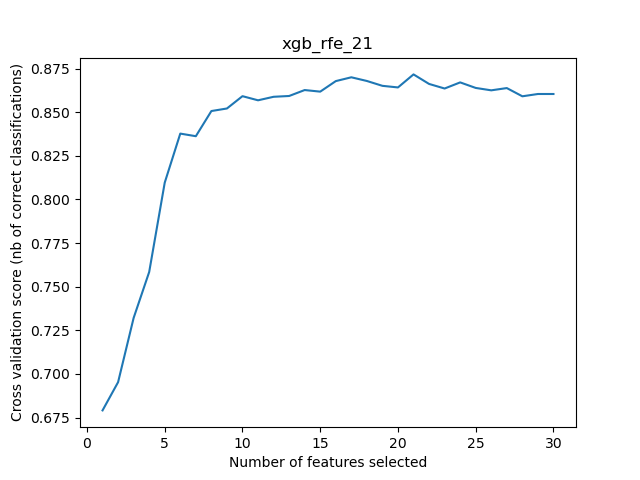 xgb_rfe_21
Cross validation score (nb of correct classifications)
0.875
0.850
0.825
0.800
0.775
0.750
0.725
0.700
0.675
0 5 10 15 20 25 30
Number of features selected